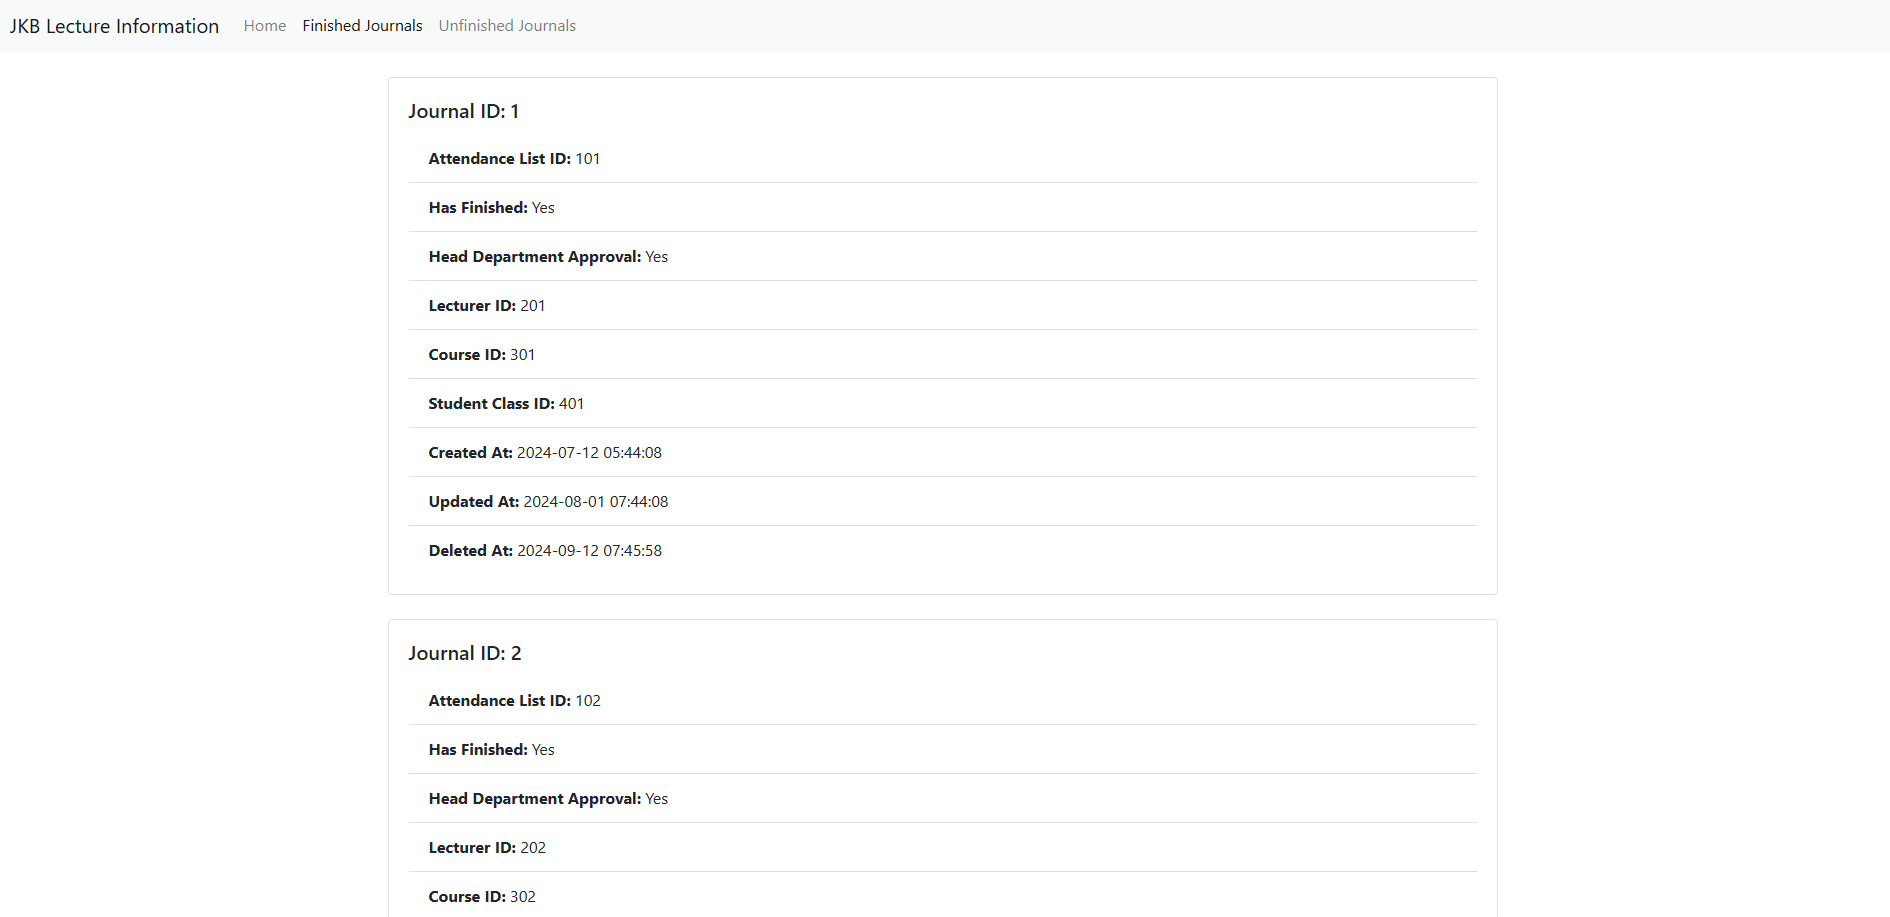 JKB Lecture Information Home Finished Journals Unfinished Journals
Journal ID: 1
Attendance List ID: 101
Has Finished: Yes
Head Department Approval: Yes
Lecturer ID: 201
Course ID: 301
Student Class ID: 401
Created At: 2024-07-12 05:44:08
Updated At: 2024-08-01 07:44:08
Deleted At: 2024-09-12 07:45:58
Journal ID: 2
Attendance List ID: 102
Has Finished: Yes
Head Department Approval: Yes
Lecturer ID: 202
Course ID: 302